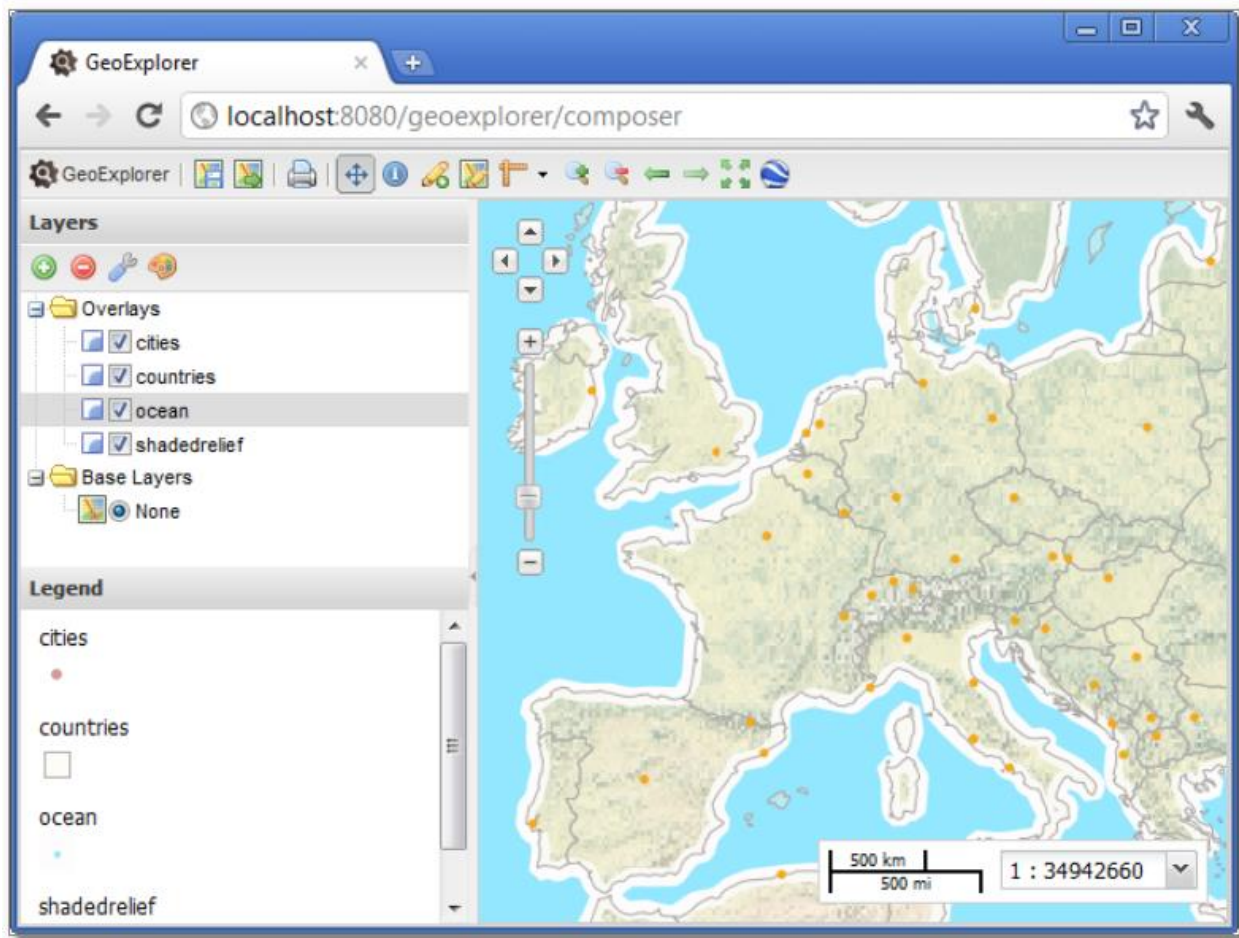 GeoExplorer
localhost:8080/geoexplorer/composer
GeoExplorer
Layers
Overlays
cities
countries
ocean
shadedrelief
Base Layers
None
Legend
cities
countries
ocean
shadedrelief
500 km
500 mi
1 : 34942660